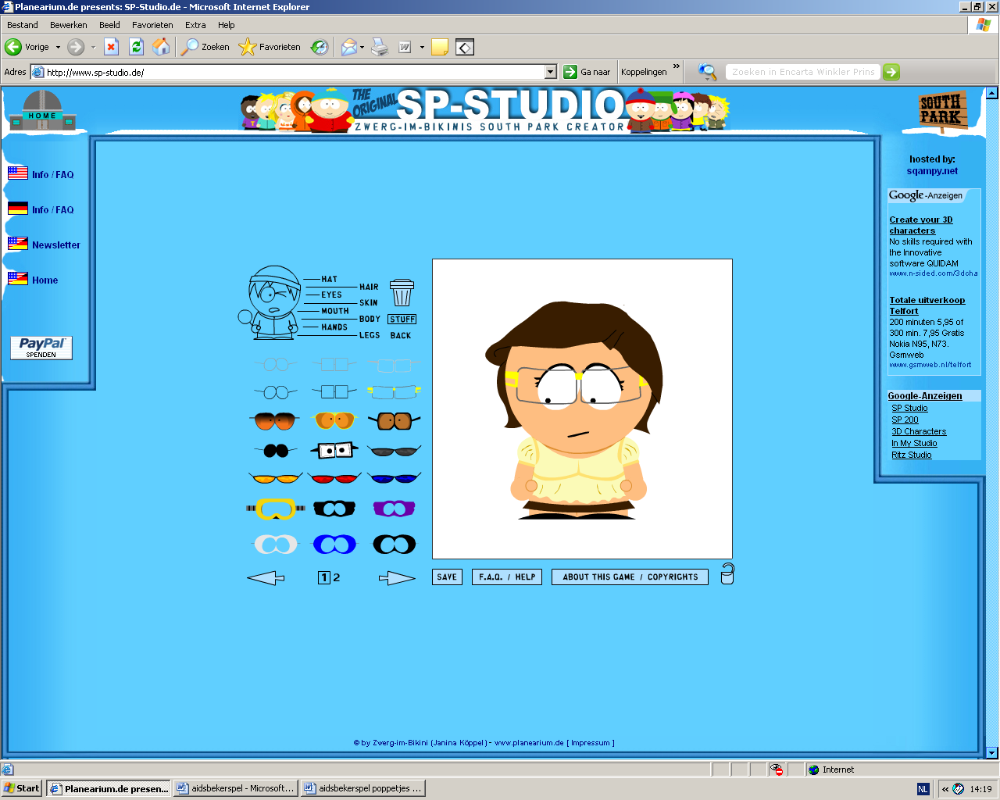 Planearium.de presents: SP-Studio.de - Microsoft Internet Explorer
Bestand Bewerken Beeld Favorieten Extra Help
Vorige Zoeken Favorieten
Adres http://www.sp-studio.de/ Ga naar Koppelingen » Zoeken in Encarta Winkler Prins
HOME
THE ORIGINAL SP-STUDIO
ZWERG-IM-BIKINIS SOUTH PARK CREATOR
SOUTH PARK
Info / FAQ
Info / FAQ
Newsletter
Home
PayPal
SPENDEN
HAT
HAIR
EYES
SKIN
MOUTH
BODY
HANDS
LEGS
STUFF
BACK
1 2
SAVE
F.A.Q. / HELP
ABOUT THIS GAME / COPYRIGHTS
hosted by:
sqampy.net
Google-Anzeigen
Create your 3D
characters
No skills required with
the Innovative
software QUIDAM
www.n-sided.com/3dcha
Totale uitverkoop
Telfort
200 minuten 5,95 of
300 min. 7,95 Gratis
Nokia N95, N73.
Gsmweb
www.gsmweb.nl/telfort
Google-Anzeigen
SP Studio
SP 200
3D Characters
In My Studio
Ritz Studio
© by Zwerg-im-Bikini (Janina Köppel) - www.planearium.de [ Impressum ]
Internet
Start Planearium.de presen... aidsbekerspel - Microsoft... aidsbekerspel poppetjes ... NL « 14:19